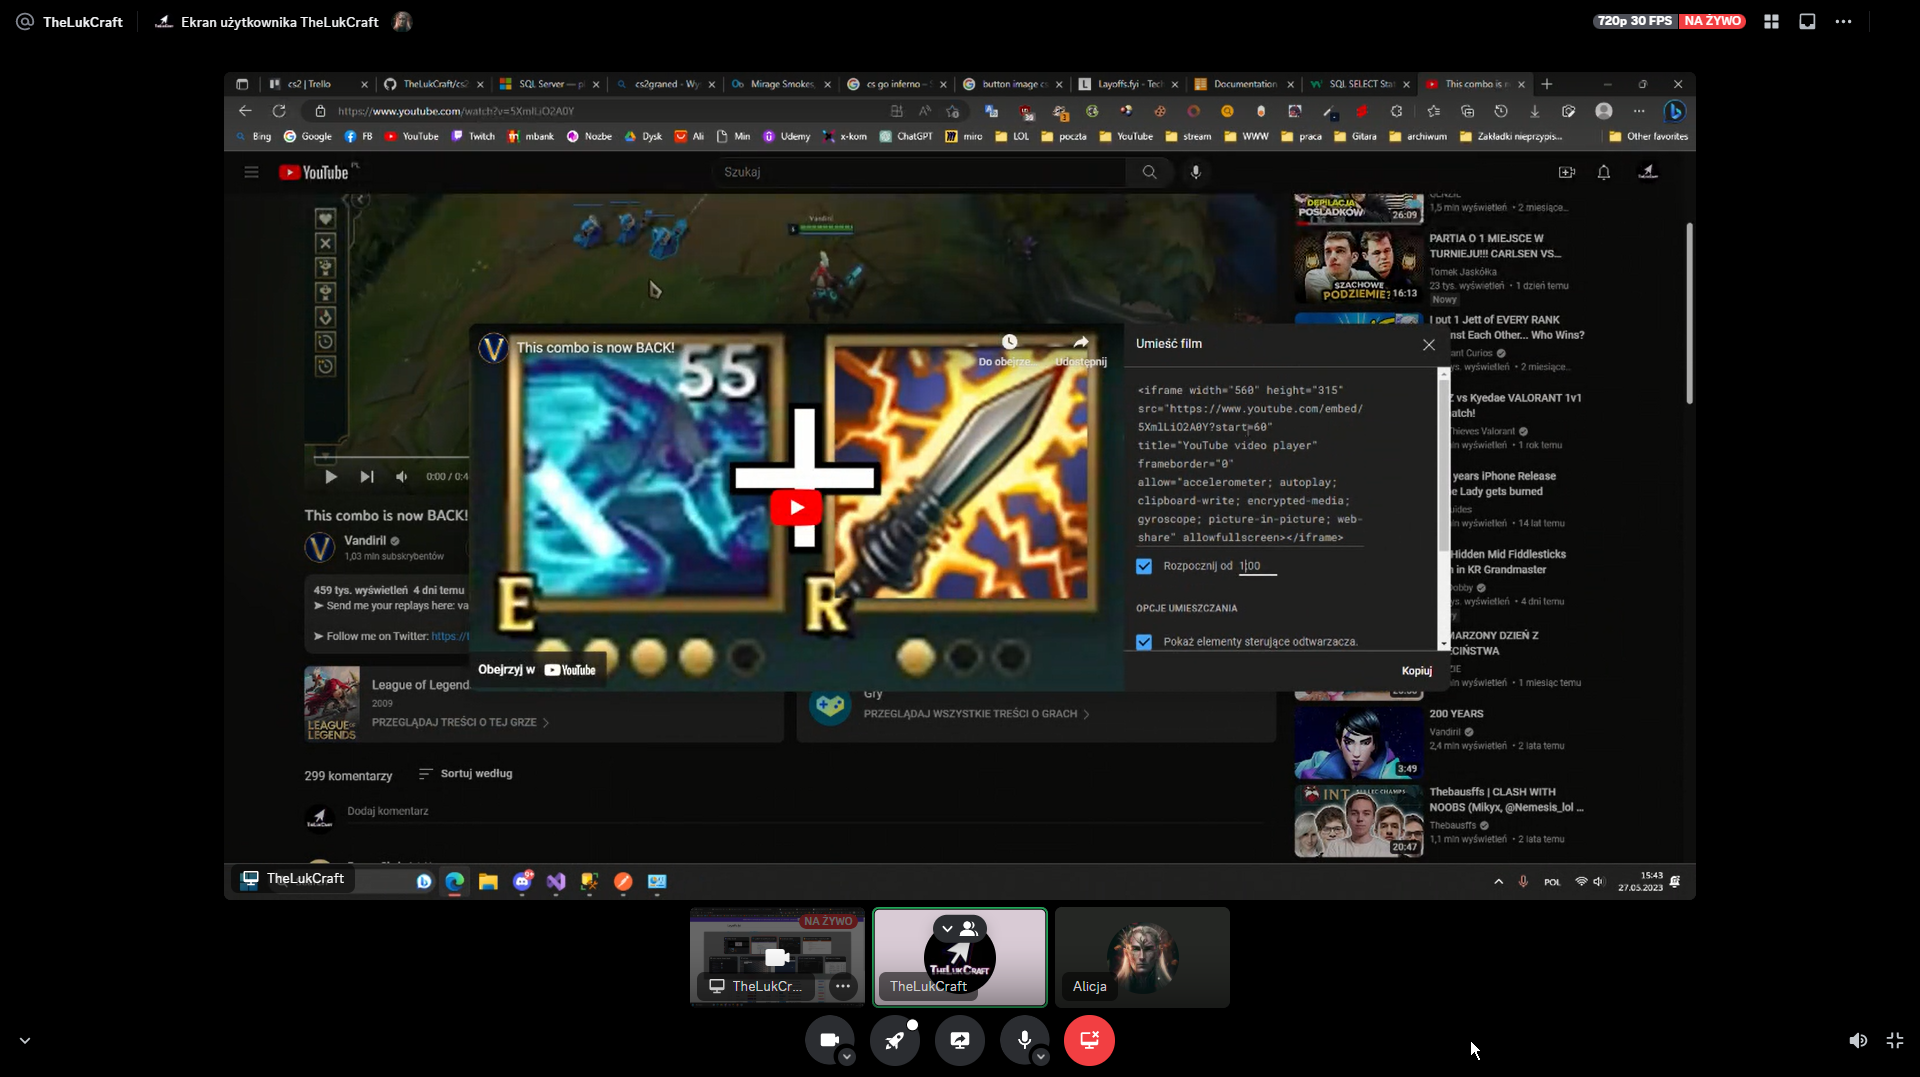 TheLukCraft
Ekran użytkownika TheLukCraft
720p 30 FPS NA ŻYWO
cs2 | Trello
TheLukCraft/cs2
SQL Server — pl
cs2graned - Wy
Mirage Smokes,
cs go inferno –
button image cs
Layoffs.fyi - Tech
Documentation
SQL SELECT Stat
This combo is n
https://www.youtube.com/watch?v=5XmlLiO2A0Y
Bing
Google
FB
YouTube
Twitch
mbank
Nozbe
Dysk
Ali
Min
Udemy
x-kom
ChatGPT
miro
LOL
poczta
YouTube
stream
WWW
praca
Gitara
archiwum
Zakładki nieprzypis...
Other favorites
YouTube PL
Szukaj
Vandiril
DEPILACJA
POŚLADKÓW
26:09
1,5 mln wyświetleń • 2 miesiące...
PARTIA O 1 MIEJSCE W
TURNIEJU!!! CARLSEN VS...
Tomek Jaskółka
23 tys. wyświetleń • 1 dzień temu
Nowy
SZACHOWE
PODZIEMIE?
16:13
I put 1 Jett of EVERY RANK
nst Each Other... Who Wins?
ant Curios
ys. wyświetleń • 2 miesiące...
Z vs Kyedae VALORANT 1v1
atch!
hieves Valorant
ys. wyświetleń • 1 rok temu
years iPhone Release
e Lady gets burned
uides
n wyświetleń • 14 lat temu
Hidden Mid Fiddlesticks
n in KR Grandmaster
obby
ys. wyświetleń • 4 dni temu
MARZONY DZIEŃ Z
ECIŃSTWA
ZIE
n wyświetleń • 1 miesiąc temu
200 YEARS
Vandiril
2,4 mln wyświetleń • 2 lata temu
3:49
Thebausffs | CLASH WITH
NOOBS (Mikyx, @Nemesis_lol ...
Thebausffs
1,1 mln wyświetleń • 2 lata temu
INT
20:47
This combo is now BACK!
Do obejrze...
Udostępnij
55
E
R
Obejrzyj w YouTube
Umieść film
<iframe width="560" height="315"
src="https://www.youtube.com/embed/
5XmlLiO2A0Y?start=60"
title="YouTube video player"
frameborder="0"
allow="accelerometer; autoplay;
clipboard-write; encrypted-media;
gyroscope; picture-in-picture; web-
share" allowfullscreen></iframe>
Rozpocznij od 1:00
OPCJE UMIESZCZANIA
Pokaż elementy sterujące odtwarzacza.
Kopiuj
0:00 / 0:4
This combo is now BACK!
Vandiril
1,03 mln subskrybentów
459 tys. wyświetleń 4 dni temu
➤ Send me your replays here: va
➤ Follow me on Twitter: https://t
LEAGUE OF LEGENDS
League of Legend
2009
PRZEGLĄDAJ TREŚCI O TEJ GRZE
Gry
PRZEGLĄDAJ WSZYSTKIE TREŚCI O GRACH
299 komentarzy
Sortuj według
Dodaj komentarz
TheLukCraft
POL
15:43
27.05.2023
NA ŻYWO
TheLukCr...
TheLukCraft
TheLukCraft
Alicja